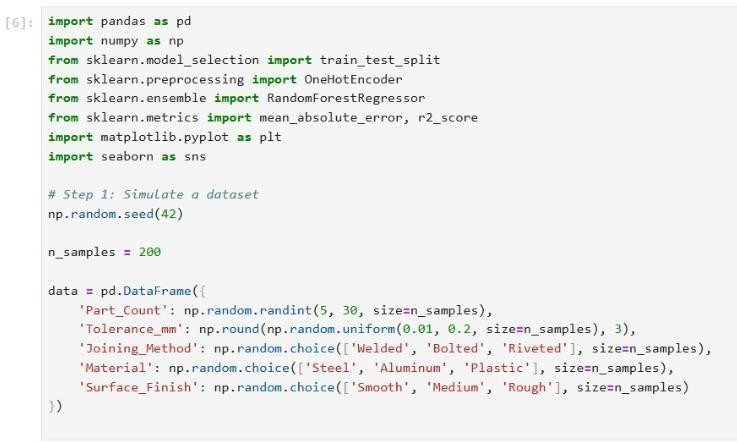 [6]:
import pandas as pd
import numpy as np
from sklearn.model_selection import train_test_split
from sklearn.preprocessing import OneHotEncoder
from sklearn.ensemble import RandomForestRegressor
from sklearn.metrics import mean_absolute_error, r2_score
import matplotlib.pyplot as plt
import seaborn as sns

# Step 1: Simulate a dataset
np.random.seed(42)

n_samples = 200

data = pd.DataFrame({
    'Part_Count': np.random.randint(5, 30, size=n_samples),
    'Tolerance_mm': np.round(np.random.uniform(0.01, 0.2, size=n_samples), 3),
    'Joining_Method': np.random.choice(['Welded', 'Bolted', 'Riveted'], size=n_samples),
    'Material': np.random.choice(['Steel', 'Aluminum', 'Plastic'], size=n_samples),
    'Surface_Finish': np.random.choice(['Smooth', 'Medium', 'Rough'], size=n_samples)
})